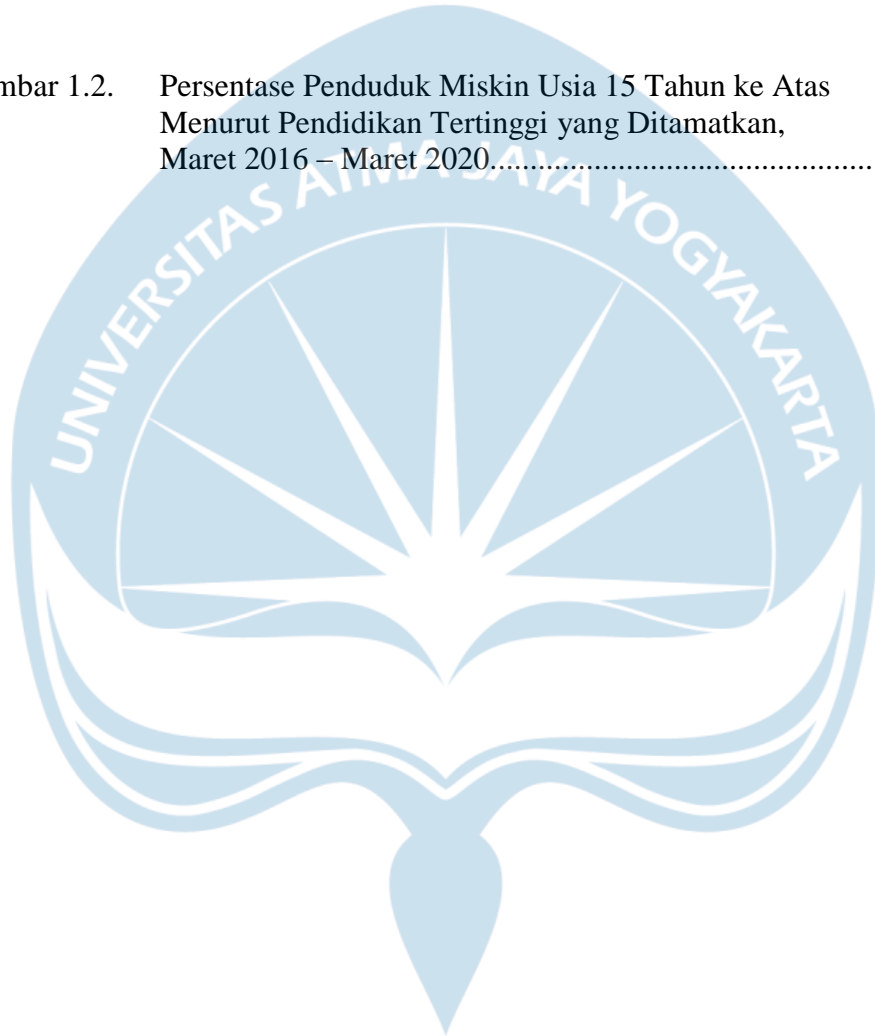 mbar 1.2. Persentase Penduduk Miskin Usia 15 Tahun ke Atas
Menurut Pendidikan Tertinggi yang Ditamatkan,
Maret 2016 – Maret 2020............................................
UNIVERSITAS ATMA JAYA YOGYAKARTA